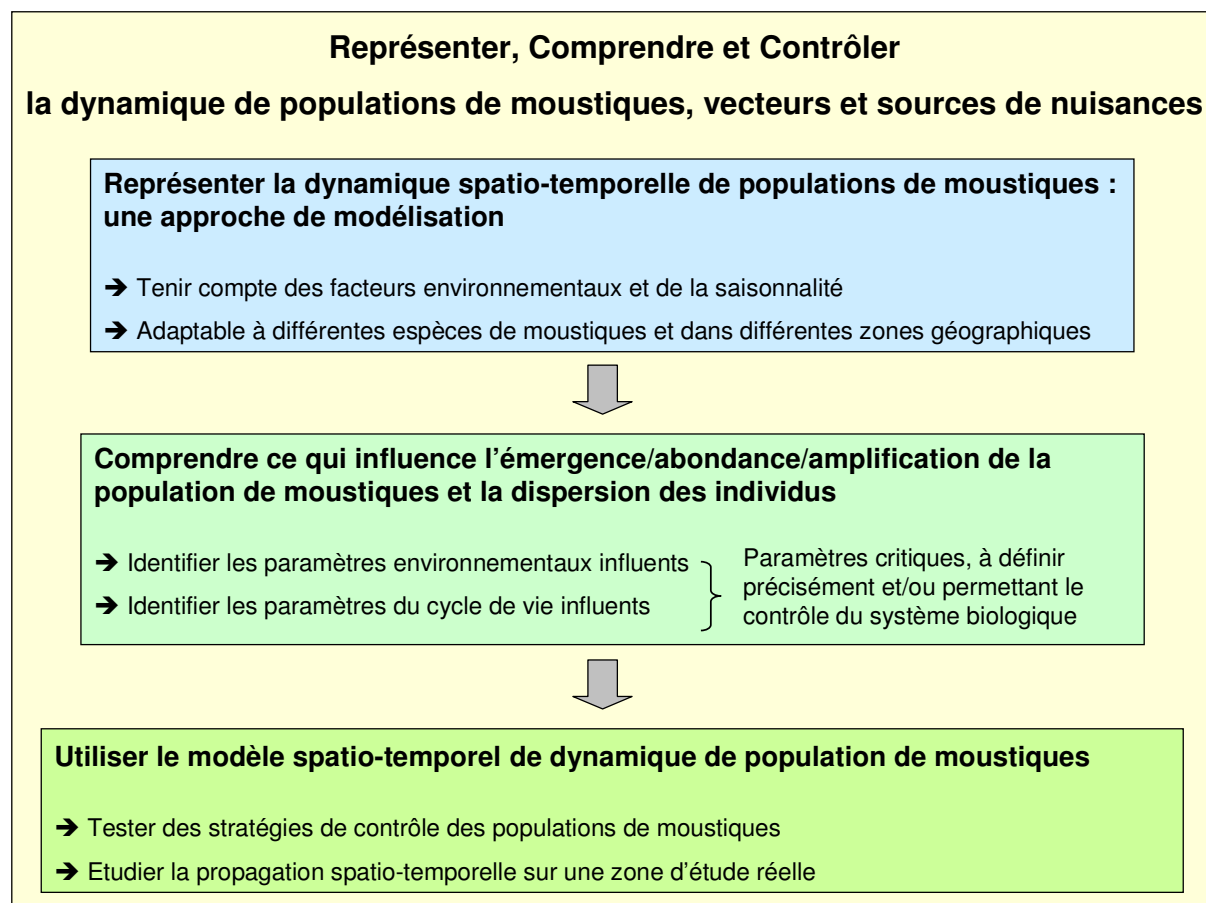 Représenter, Comprendre et Contrôler
la dynamique de populations de moustiques, vecteurs et sources de nuisances
Représenter la dynamique spatio-temporelle de populations de moustiques :
une approche de modélisation
➔ Tenir compte des facteurs environnementaux et de la saisonnalité
➔ Adaptable à différentes espèces de moustiques et dans différentes zones géographiques
Comprendre ce qui influence l’émergence/abondance/amplification de la
population de moustiques et la dispersion des individus
➔ Identifier les paramètres environnementaux influents
➔ Identifier les paramètres du cycle de vie influents
Paramètres critiques, à définir
précisément et/ou permettant le
contrôle du système biologique
Utiliser le modèle spatio-temporel de dynamique de population de moustiques
➔ Tester des stratégies de contrôle des populations de moustiques
➔ Etudier la propagation spatio-temporelle sur une zone d’étude réelle